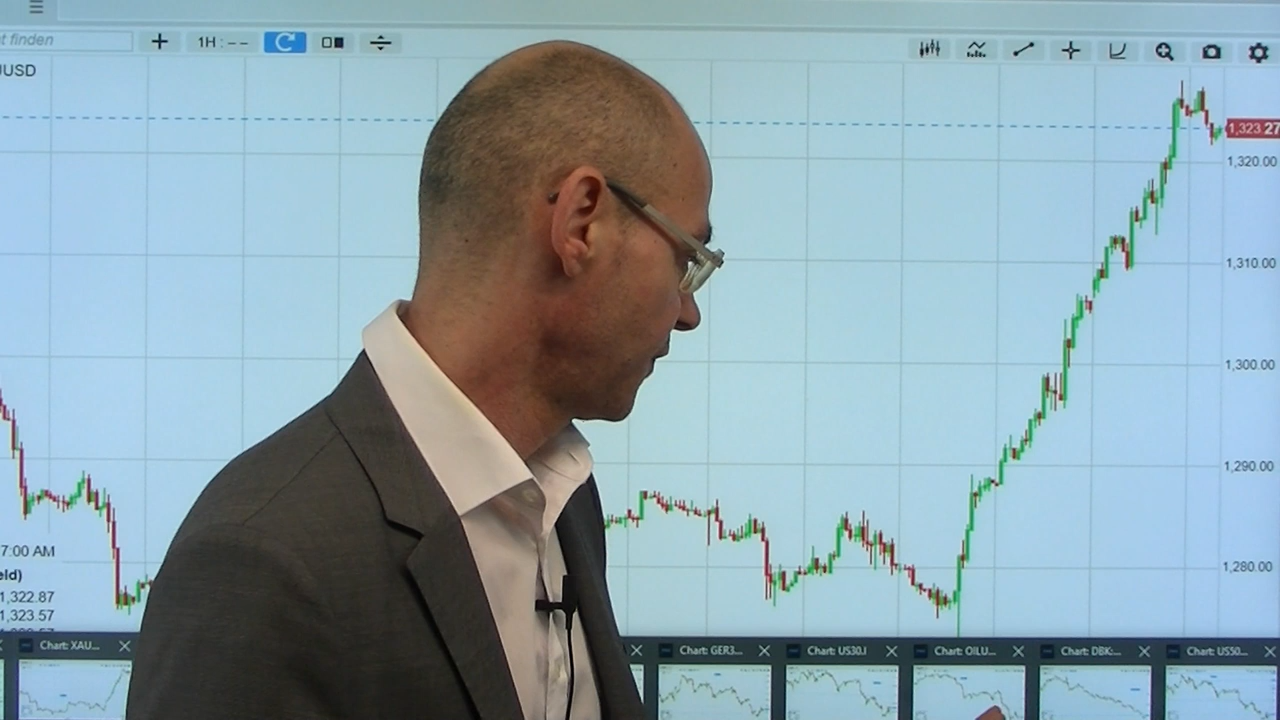 t finden
1H : – –
USD
1,323.27
1,320.00
1,310.00
1,300.00
1,290.00
1,280.00
7:00 AM
eld)
1,322.87
1,323.57
Chart: XAU...
Chart: GER3...
Chart: US30.I
Chart: OILU...
Chart: DBK:...
Chart: US50...